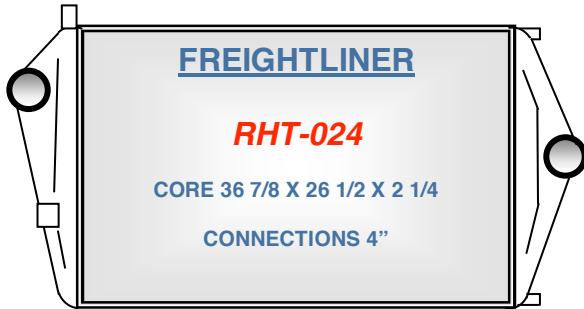 FREIGHTLINER
RHT-024
CORE 36 7/8 X 26 1/2 X 2 1/4
CONNECTIONS 4”